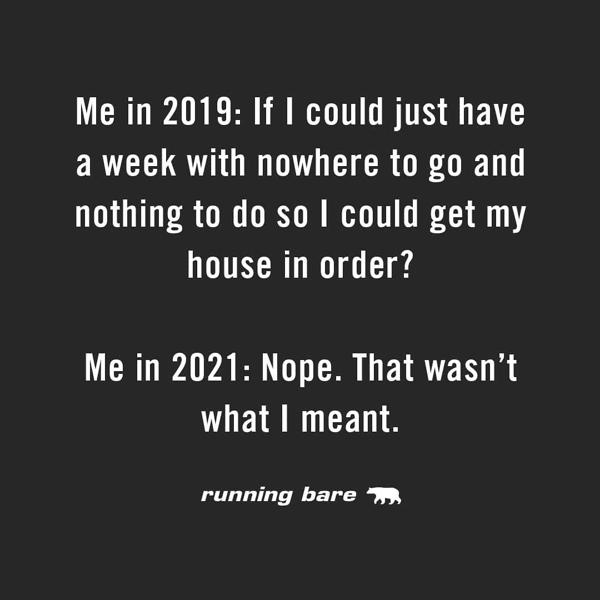 Me in 2019: If I could just have
a week with nowhere to go and
nothing to do so I could get my
house in order?
Me in 2021: Nope. That wasn't
what I meant.
running bare